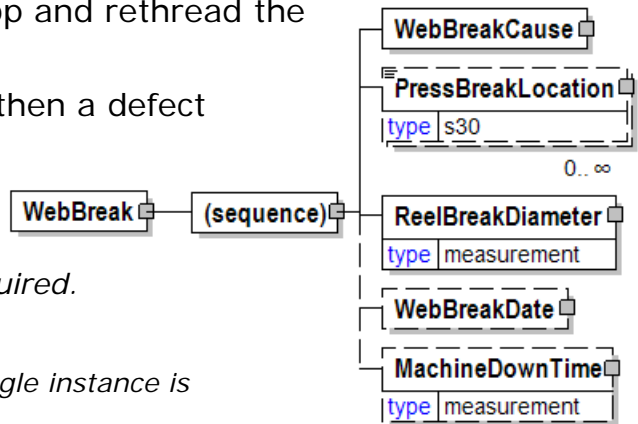 op and rethread the
then a defect
uired.
gle instance is
WebBreak
(sequence)
WebBreakCause
PressBreakLocation
type s30
0.. ∞
ReelBreakDiameter
type measurement
WebBreakDate
MachineDownTime
type measurement